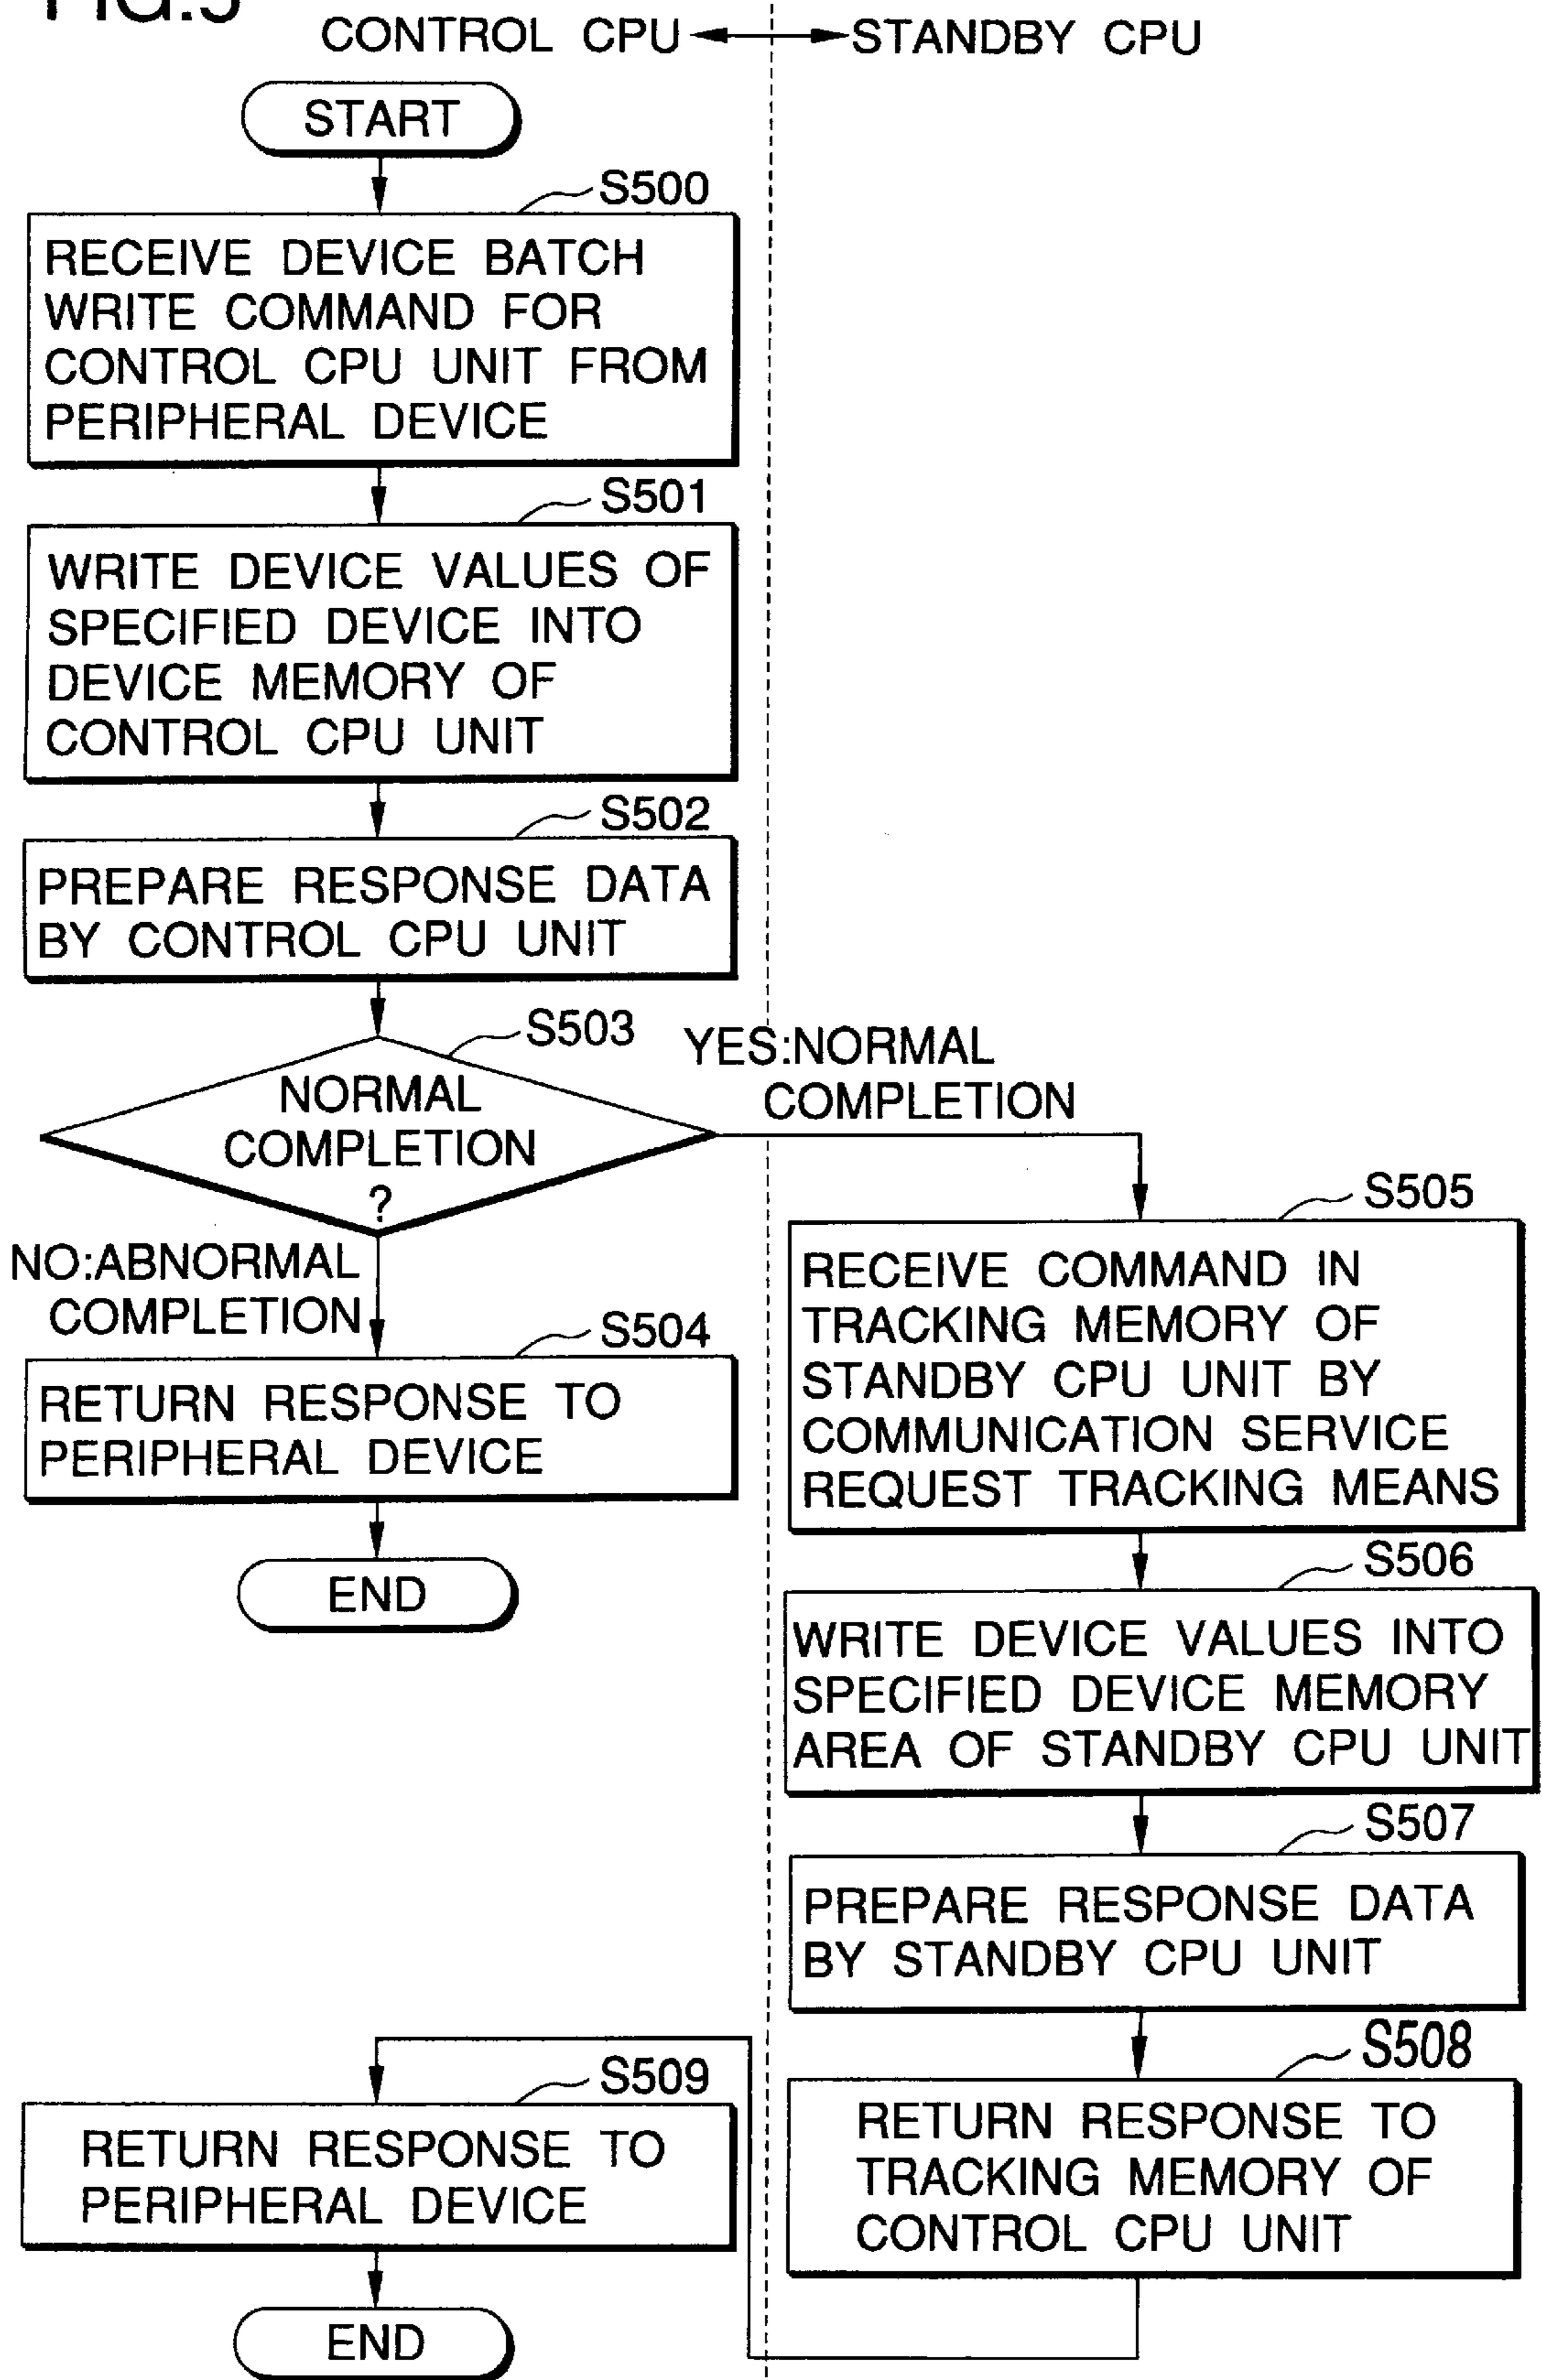 FIG.5
CONTROL CPU
STANDBY CPU
START
S500
RECEIVE DEVICE BATCH
WRITE COMMAND FOR
CONTROL CPU UNIT FROM
PERIPHERAL DEVICE
S501
WRITE DEVICE VALUES OF
SPECIFIED DEVICE INTO
DEVICE MEMORY OF
CONTROL CPU UNIT
S502
PREPARE RESPONSE DATA
BY CONTROL CPU UNIT
S503
NORMAL
COMPLETION
?
YES:NORMAL
COMPLETION
NO:ABNORMAL
COMPLETION
S504
RETURN RESPONSE TO
PERIPHERAL DEVICE
END
S505
RECEIVE COMMAND IN
TRACKING MEMORY OF
STANDBY CPU UNIT BY
COMMUNICATION SERVICE
REQUEST TRACKING MEANS
S506
WRITE DEVICE VALUES INTO
SPECIFIED DEVICE MEMORY
AREA OF STANDBY CPU UNIT
S507
PREPARE RESPONSE DATA
BY STANDBY CPU UNIT
S508
RETURN RESPONSE TO
TRACKING MEMORY OF
CONTROL CPU UNIT
S509
RETURN RESPONSE TO
PERIPHERAL DEVICE
END